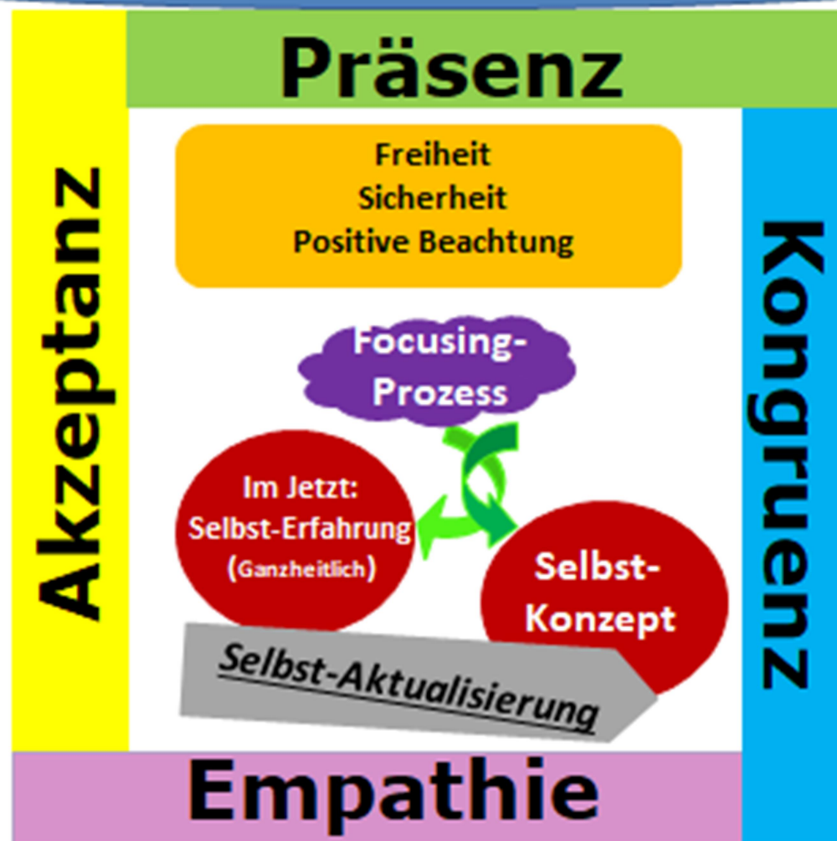 Präsenz
Akzeptanz
Freiheit
Sicherheit
Positive Beachtung
Kongruenz
Focusing-
Prozess
Im Jetzt:
Selbst-Erfahrung
(Ganzheitlich)
Selbst-
Konzept
Selbst-Aktualisierung
Empathie